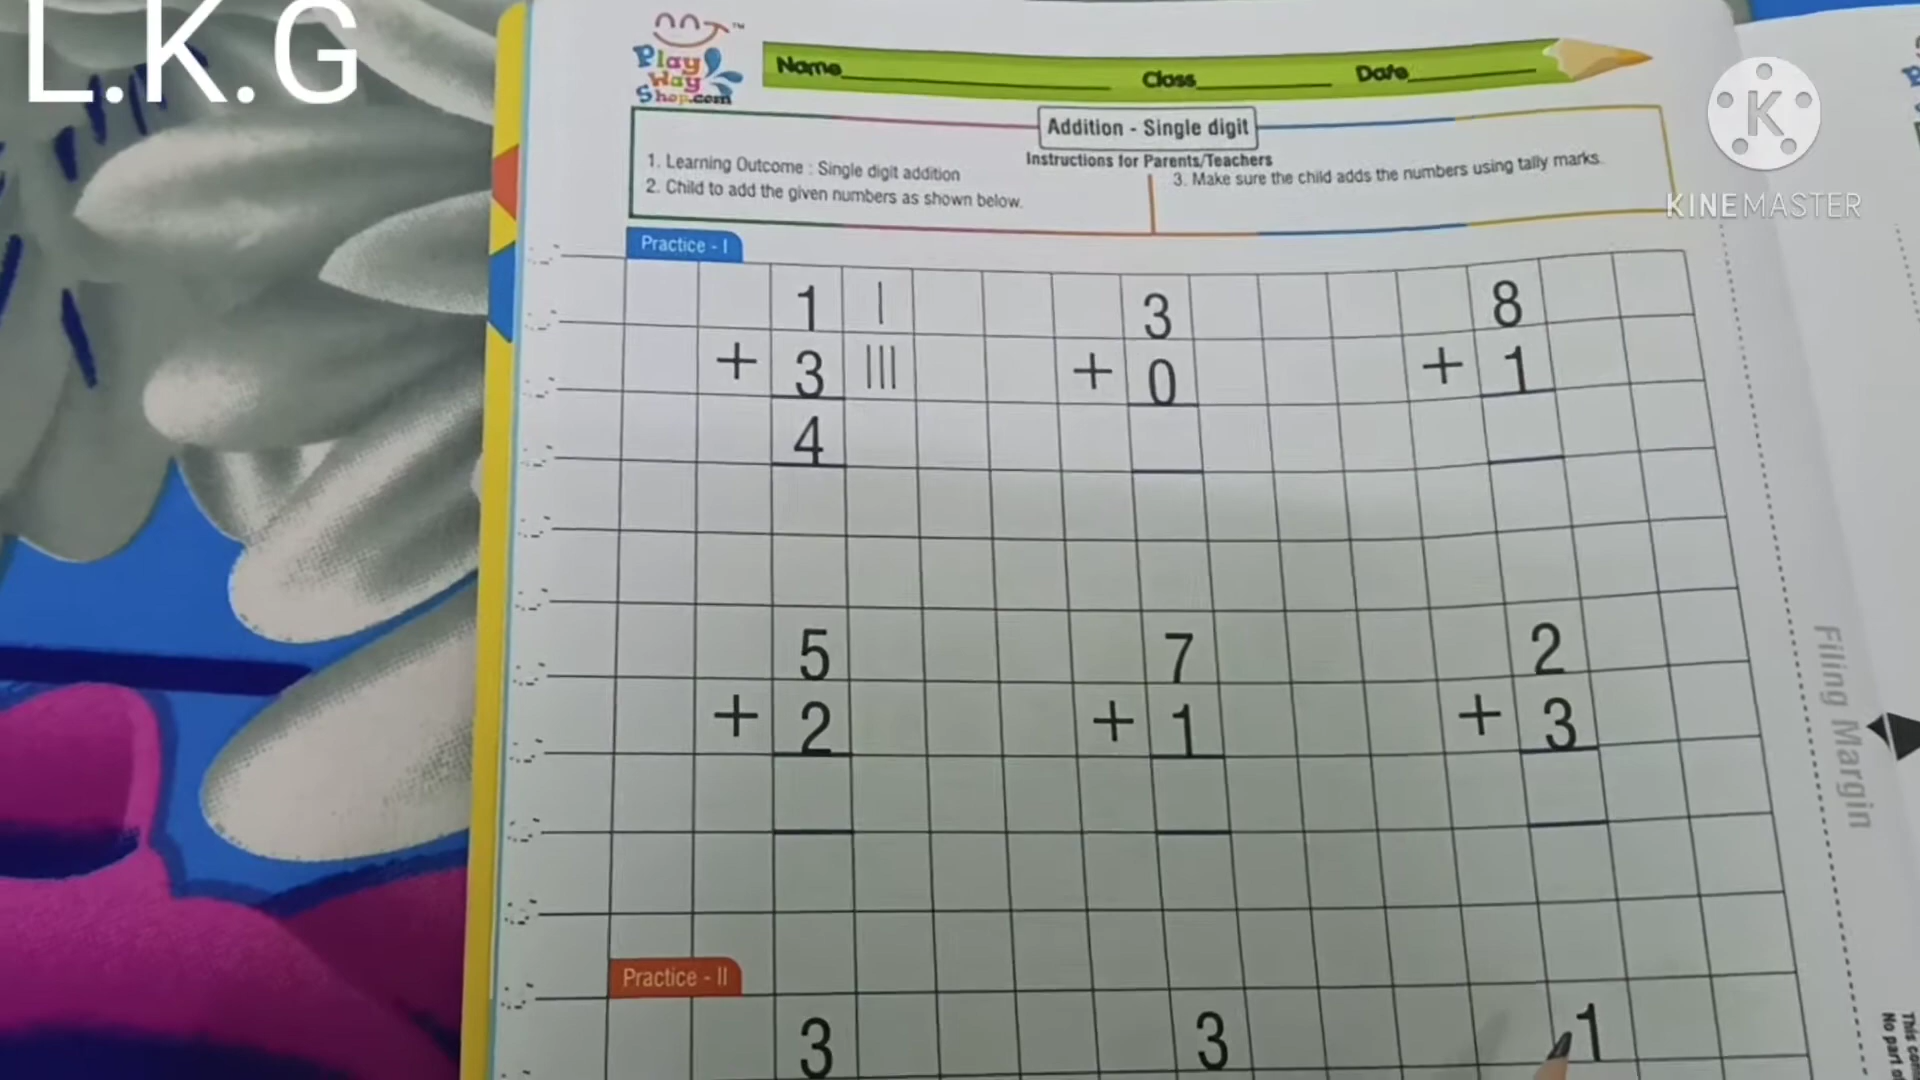 L.K.G
Play
Way
Shop.com
TM
Name Class Date
K
KINEMASTER
Addition - Single digit
Instructions for Parents/Teachers
1. Learning Outcome : Single digit addition
2. Child to add the given numbers as shown below.
3. Make sure the child adds the numbers using tally marks.
Practice - I
1 | 3 8
+ 3 ||| + 0 + 1
4
5 7 2
+ 2 + 1 + 3
Filing Margin
Practice - II
3 3 1
No part